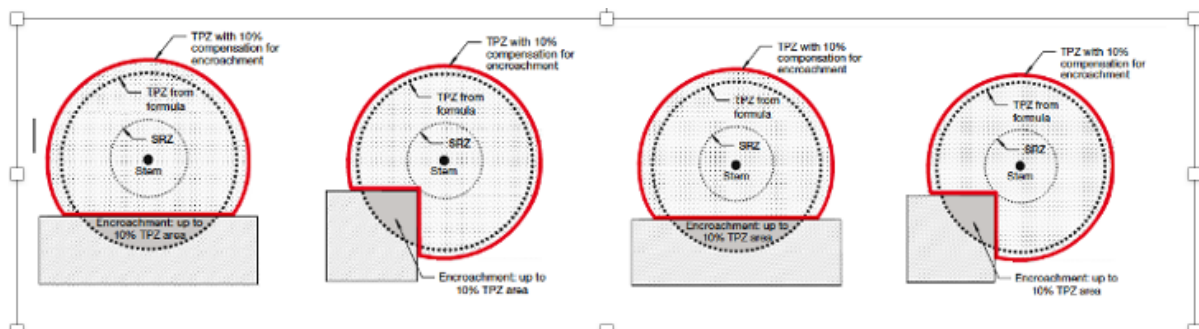 TPZ with 10%
compensation for
encroachment
TPZ from
formula
SRZ
Stem
Encroachment: up to
10% TPZ area
TPZ with 10%
compensation for
encroachment
TPZ from
formula
SRZ
Stem
Encroachment: up to
10% TPZ area
TPZ with 10%
compensation for
encroachment
TPZ from
formula
SRZ
Stem
Encroachment: up to
10% TPZ area
TPZ with 10%
compensation for
encroachment
TPZ from
formula
SRZ
Stem
Encroachment: up to
10% TPZ area